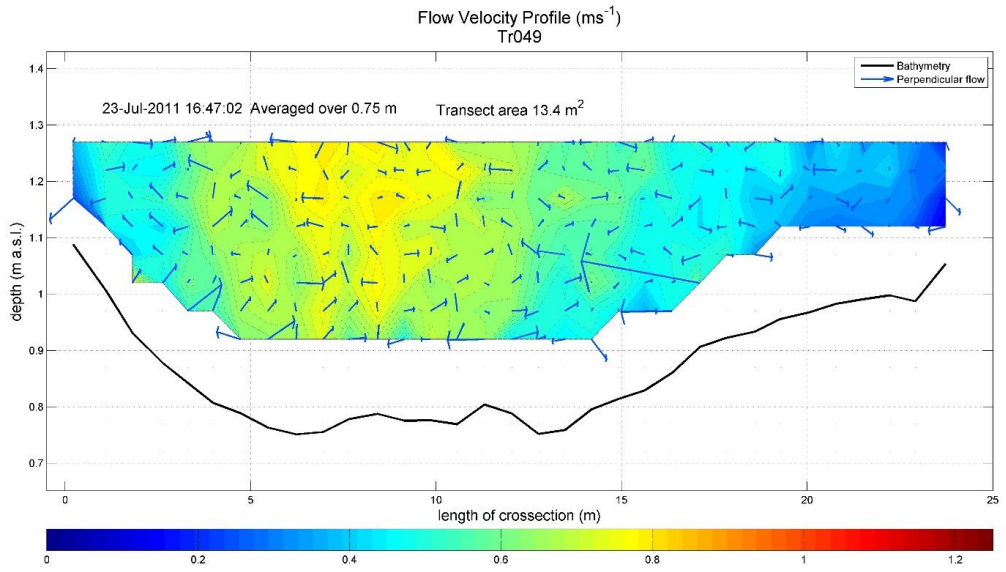 Flow Velocity Profile (ms-1)
Tr049
Bathymetry
Perpendicular flow
23-Jul-2011 16:47:02 Averaged over 0.75 m Transect area 13.4 m2
depth (m a.s.l.)
1.4
1.3
1.2
1.1
1
0.9
0.8
0.7
0 5 10 15 20 25
length of crossection (m)
0 0.2 0.4 0.6 0.8 1 1.2